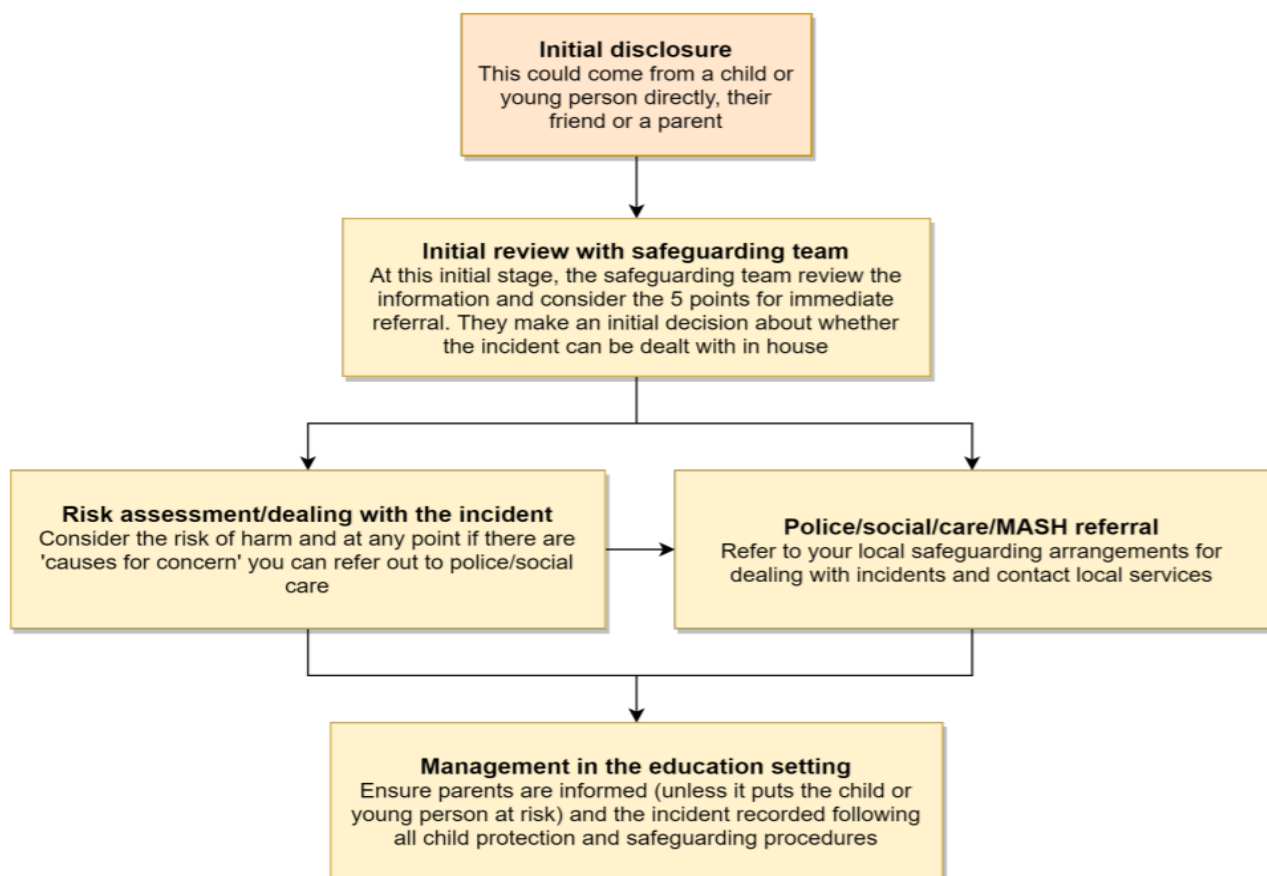 Initial disclosure
This could come from a child or
young person directly, their
friend or a parent
Initial review with safeguarding team
At this initial stage, the safeguarding team review the
information and consider the 5 points for immediate
referral. They make an initial decision about whether
the incident can be dealt with in house
Risk assessment/dealing with the incident
Consider the risk of harm and at any point if there are
'causes for concern' you can refer out to police/social
care
Police/social/care/MASH referral
Refer to your local safeguarding arrangements for
dealing with incidents and contact local services
Management in the education setting
Ensure parents are informed (unless it puts the child or
young person at risk) and the incident recorded following
all child protection and safeguarding procedures